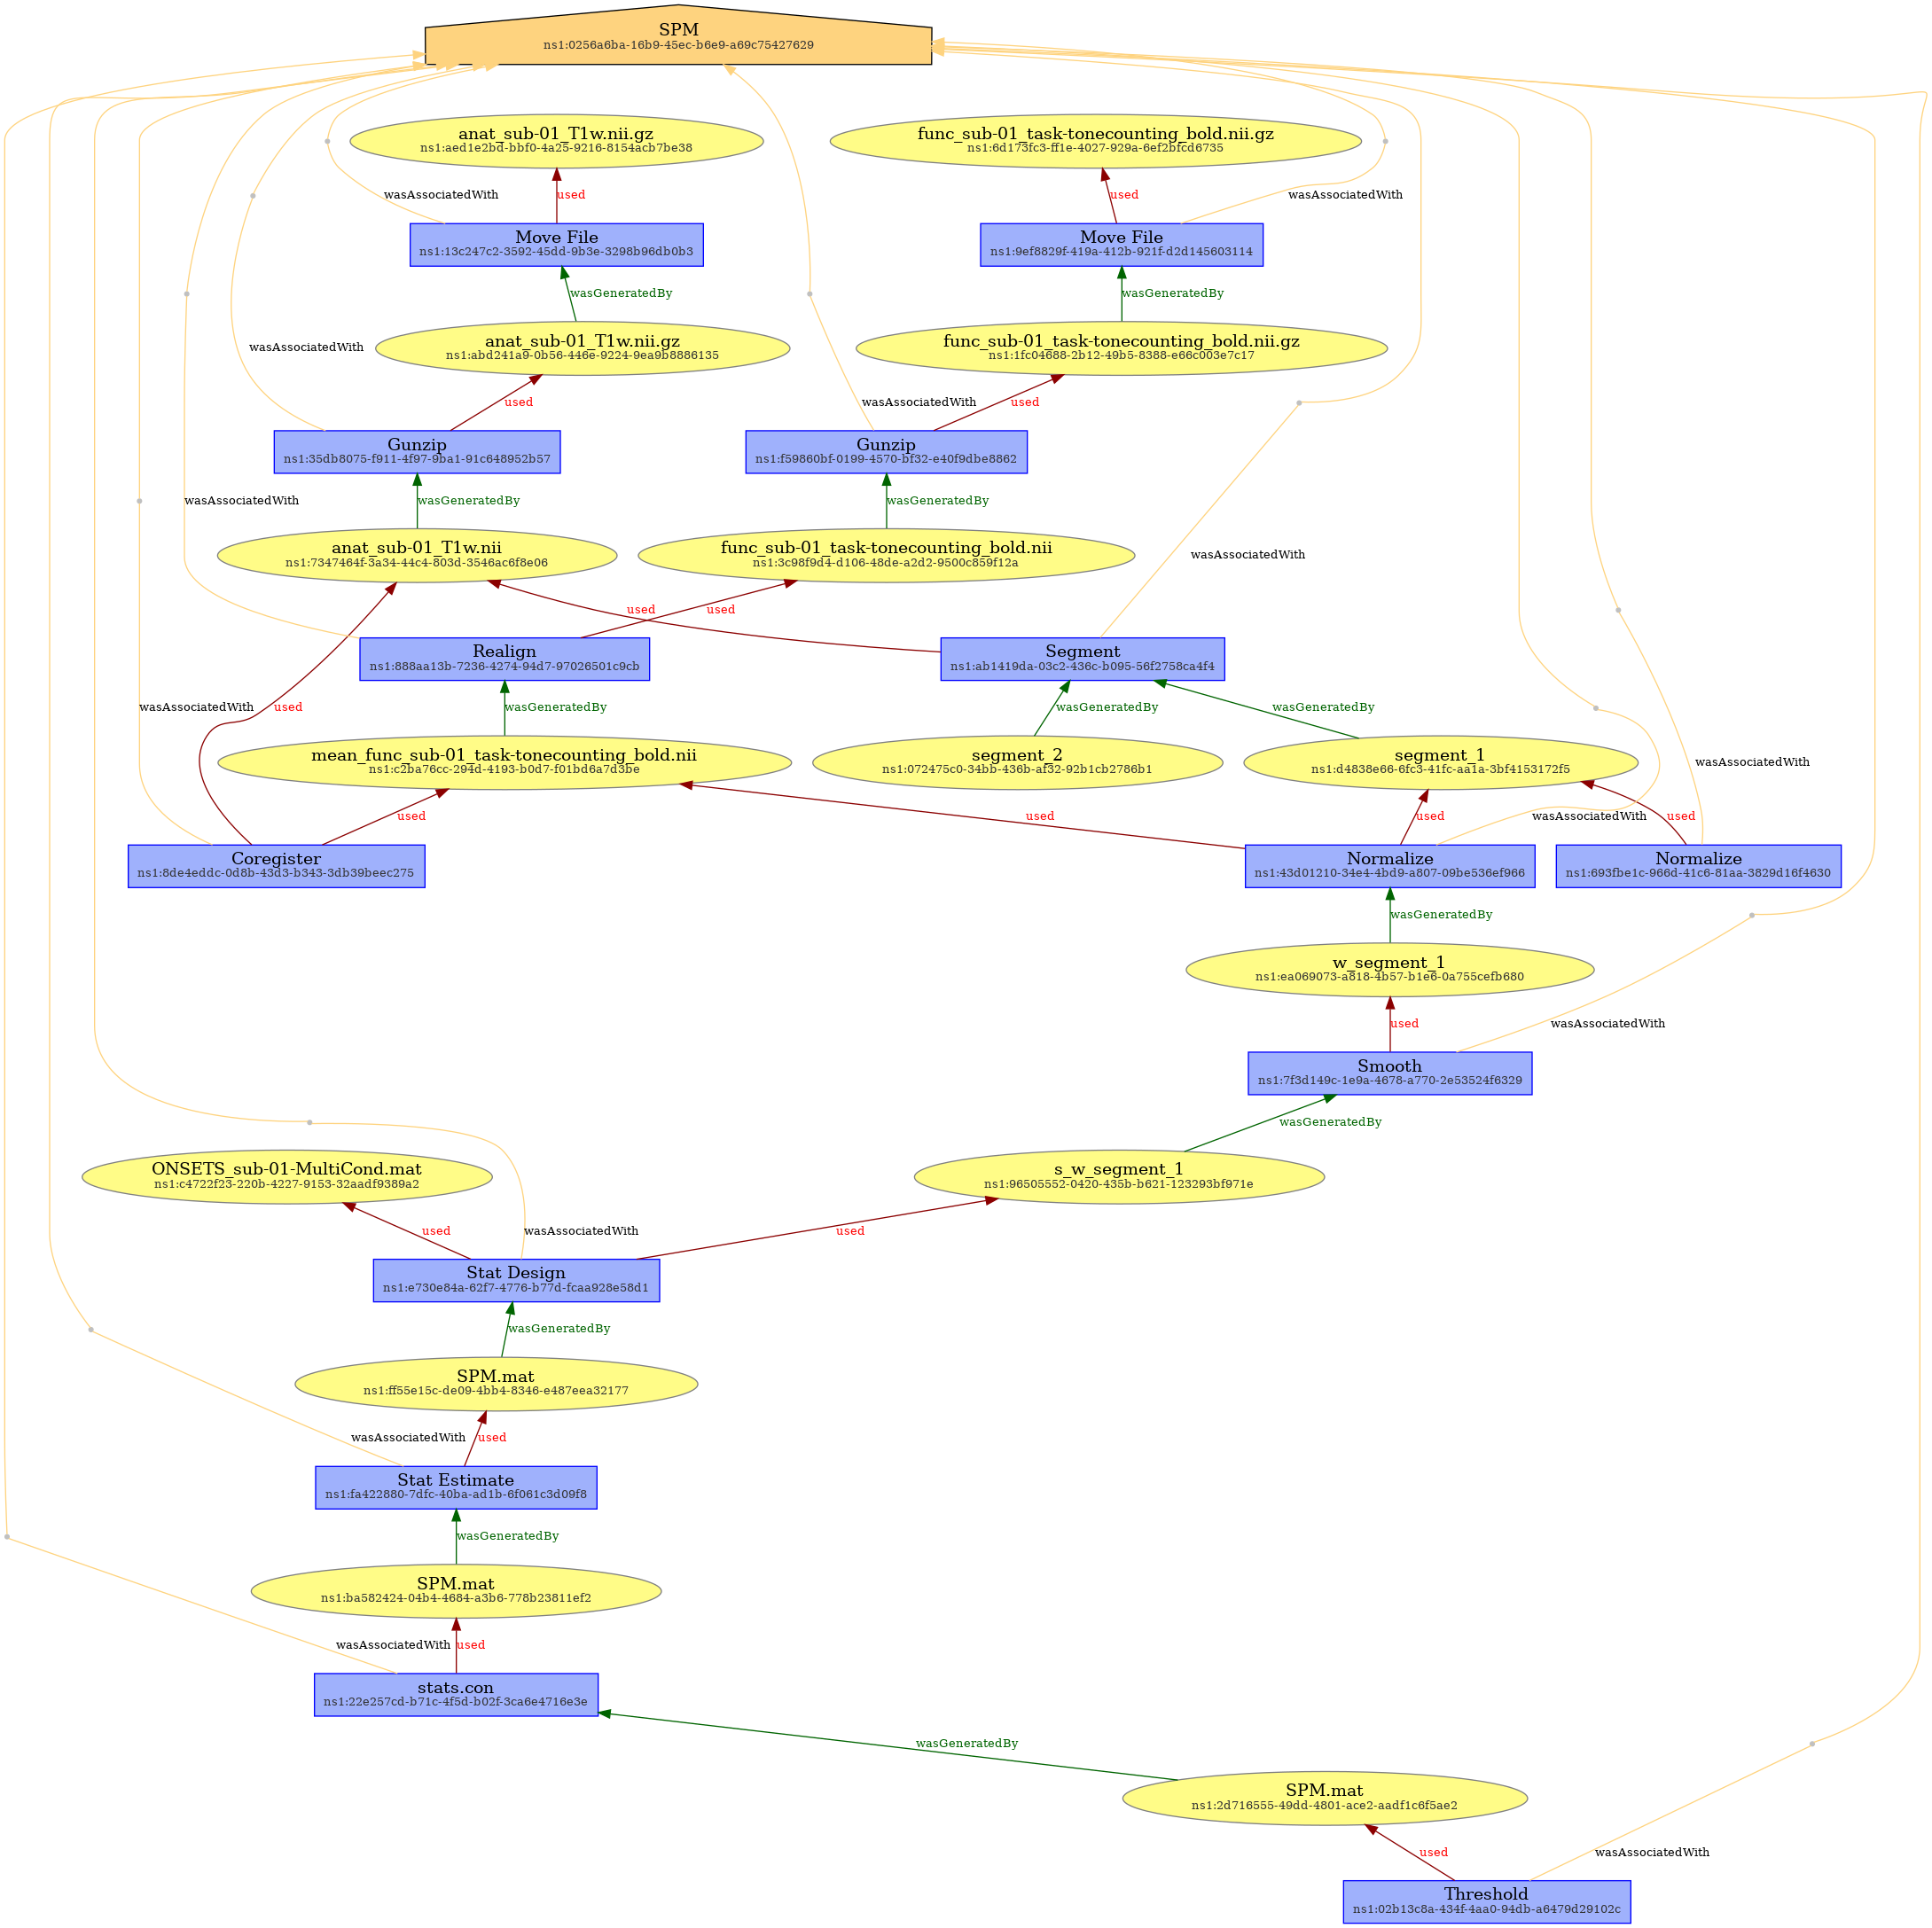 SPM
ns1:0256a6ba-16b9-45ec-b6e9-a69c75427629
anat_sub-01_T1w.nii.gz
ns1:aed1e2bd-bbf0-4a25-9216-8154acb7be38
func_sub-01_task-tonecounting_bold.nii.gz
ns1:6d173fc3-ff1e-4027-929a-6ef2bfcd6735
wasAssociatedWith
used
used
wasAssociatedWith
Move File
ns1:13c247c2-3592-45dd-9b3e-3298b96db0b3
Move File
ns1:9ef8829f-419a-412b-921f-d2d145603114
wasGeneratedBy
wasGeneratedBy
anat_sub-01_T1w.nii.gz
ns1:abd241a9-0b56-446e-9224-9ea9b8886135
func_sub-01_task-tonecounting_bold.nii.gz
ns1:1fc04688-2b12-49b5-8388-e66c003e7c17
wasAssociatedWith
used
wasAssociatedWith
used
Gunzip
ns1:35db8075-f911-4f97-9ba1-91c648952b57
Gunzip
ns1:f59860bf-0199-4570-bf32-e40f9dbe8862
wasAssociatedWith
wasGeneratedBy
wasGeneratedBy
anat_sub-01_T1w.nii
ns1:7347464f-3a34-44c4-803d-3546ac6f8e06
func_sub-01_task-tonecounting_bold.nii
ns1:3c98f9d4-d106-48de-a2d2-9500c859f12a
wasAssociatedWith
used
used
Realign
ns1:888aa13b-7236-4274-94d7-97026501c9cb
Segment
ns1:ab1419da-03c2-436c-b095-56f2758ca4f4
wasAssociatedWith
used
wasGeneratedBy
wasGeneratedBy
wasGeneratedBy
mean_func_sub-01_task-tonecounting_bold.nii
ns1:c2ba76cc-294d-4193-b0d7-f01bd6a7d3be
segment_2
ns1:072475c0-34bb-436b-af32-92b1cb2786b1
segment_1
ns1:d4838e66-6fc3-41fc-aa1a-3bf4153172f5
wasAssociatedWith
used
used
used
wasAssociatedWith
used
Coregister
ns1:8de4eddc-0d8b-43d3-b343-3db39beec275
Normalize
ns1:43d01210-34e4-4bd9-a807-09be536ef966
Normalize
ns1:693fbe1c-966d-41c6-81aa-3829d16f4630
wasGeneratedBy
w_segment_1
ns1:ea069073-a818-4b57-b1e6-0a755cefb680
used
wasAssociatedWith
Smooth
ns1:7f3d149c-1e9a-4678-a770-2e53524f6329
wasGeneratedBy
ONSETS_sub-01-MultiCond.mat
ns1:c4722f23-220b-4227-9153-32aadf9389a2
s_w_segment_1
ns1:96505552-0420-435b-b621-123293bf971e
used
wasAssociatedWith
used
Stat Design
ns1:e730e84a-62f7-4776-b77d-fcaa928e58d1
wasGeneratedBy
SPM.mat
ns1:ff55e15c-de09-4bb4-8346-e487eea32177
wasAssociatedWith
used
Stat Estimate
ns1:fa422880-7dfc-40ba-ad1b-6f061c3d09f8
wasGeneratedBy
SPM.mat
ns1:ba582424-04b4-4684-a3b6-778b23811ef2
wasAssociatedWith
used
stats.con
ns1:22e257cd-b71c-4f5d-b02f-3ca6e4716e3e
wasGeneratedBy
SPM.mat
ns1:2d716555-49dd-4801-ace2-aadf1c6f5ae2
used
wasAssociatedWith
Threshold
ns1:02b13c8a-434f-4aa0-94db-a6479d29102c